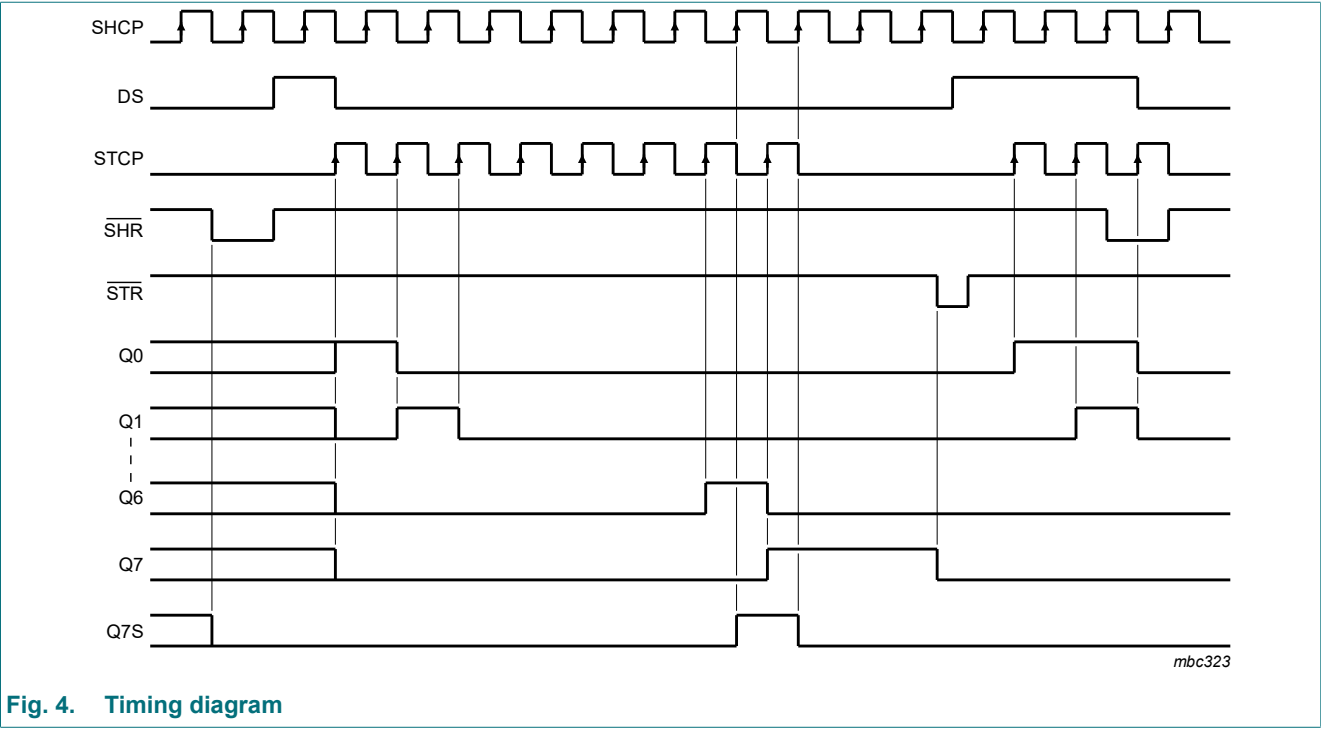 SHCP
DS
STCP
SHR
STR
Q0
Q1
Q6
Q7
Q7S
mbc323
Fig. 4. Timing diagram